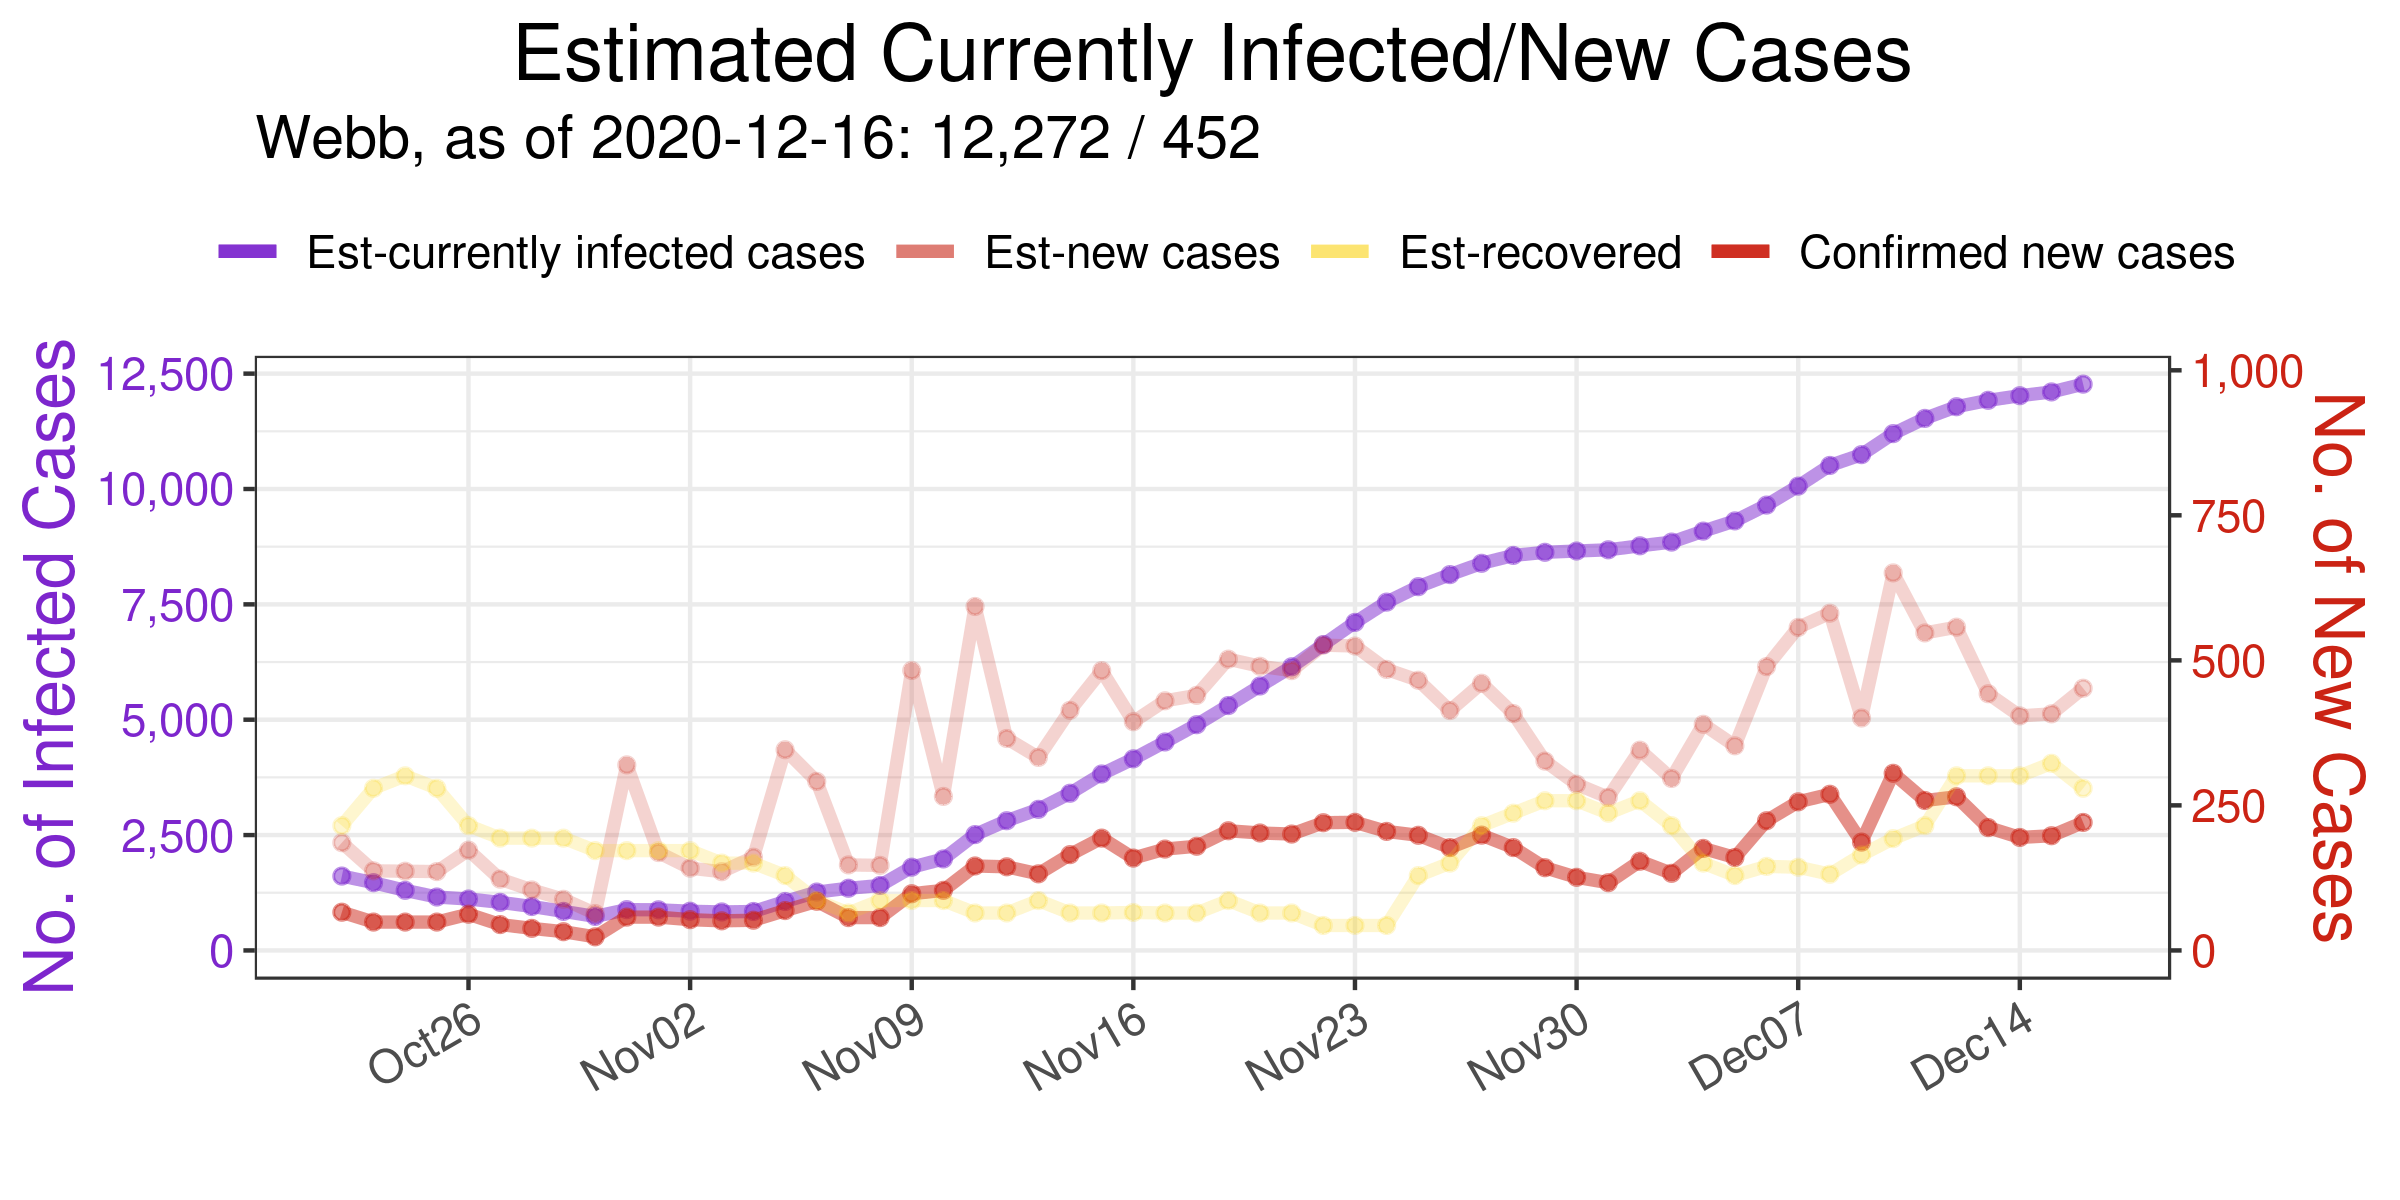 Estimated Currently Infected/New Cases
Webb, as of 2020-12-16: 12,272 / 452
Est-currently infected cases Est-new cases Est-recovered Confirmed new cases
No. of Infected Cases
12,500
10,000
7,500
5,000
2,500
0
1,000
750
500
250
0
No. of New Cases
Oct26 Nov02 Nov09 Nov16 Nov23 Nov30 Dec07 Dec14